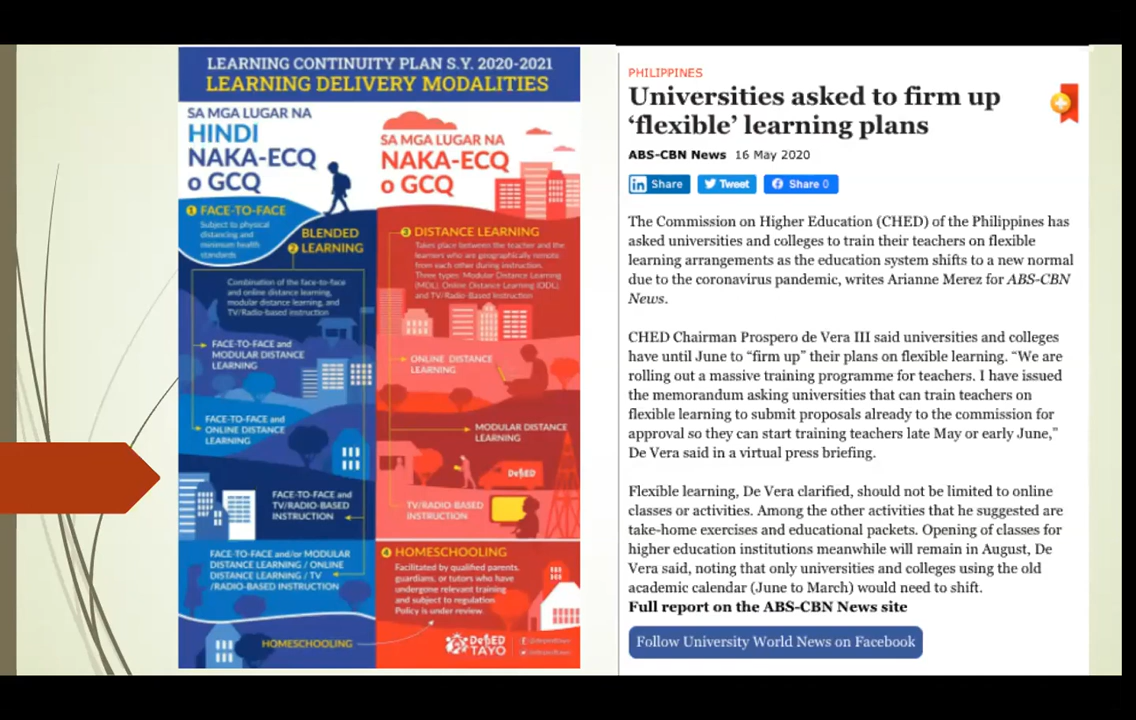 LEARNING CONTINUITY PLAN S.Y. 2020-2021
LEARNING DELIVERY MODALITIES
SA MGA LUGAR NA
HINDI
NAKA-ECQ
o GCQ
1 FACE-TO-FACE
Subject to physical
distancing and
minimum health
standards
BLENDED
2 LEARNING
Combination of the face-to-face
and online distance learning,
modular distance learning, and
TV/Radio-based instruction
FACE-TO-FACE and
MODULAR DISTANCE
LEARNING
FACE-TO-FACE and
ONLINE DISTANCE
LEARNING
FACE-TO-FACE and
TV/RADIO-BASED
INSTRUCTION
FACE-TO-FACE and/or MODULAR
DISTANCE LEARNING / ONLINE
DISTANCE LEARNING / TV
/RADIO-BASED INSTRUCTION
HOMESCHOOLING
SA MGA LUGAR NA
NAKA-ECQ
o GCQ
3 DISTANCE LEARNING
Takes place between the teacher and the
learners who are geographically remote
from each other during instruction.
Three types: Modular Distance Learning
(MDL), Online Distance Learning (ODL),
and TV/Radio-Based Instruction
ONLINE DISTANCE
LEARNING
MODULAR DISTANCE
LEARNING
DepED
TV/RADIO-BASED
INSTRUCTION
4 HOMESCHOOLING
Facilitated by qualified parents,
guardians, or tutors who have
undergone relevant training
and subject to regulation
Policy is under review.
DepED
TAYO
PHILIPPINES
Universities asked to firm up
‘flexible’ learning plans
ABS-CBN News 16 May 2020
in Share
Tweet
Share 0
The Commission on Higher Education (CHED) of the Philippines has
asked universities and colleges to train their teachers on flexible
learning arrangements as the education system shifts to a new normal
due to the coronavirus pandemic, writes Arianne Merez for ABS-CBN
News.
CHED Chairman Prospero de Vera III said universities and colleges
have until June to “firm up” their plans on flexible learning. “We are
rolling out a massive training programme for teachers. I have issued
the memorandum asking universities that can train teachers on
flexible learning to submit proposals already to the commission for
approval so they can start training teachers late May or early June,”
De Vera said in a virtual press briefing.
Flexible learning, De Vera clarified, should not be limited to online
classes or activities. Among the other activities that he suggested are
take-home exercises and educational packets. Opening of classes for
higher education institutions meanwhile will remain in August, De
Vera said, noting that only universities and colleges using the old
academic calendar (June to March) would need to shift.
Full report on the ABS-CBN News site
Follow University World News on Facebook